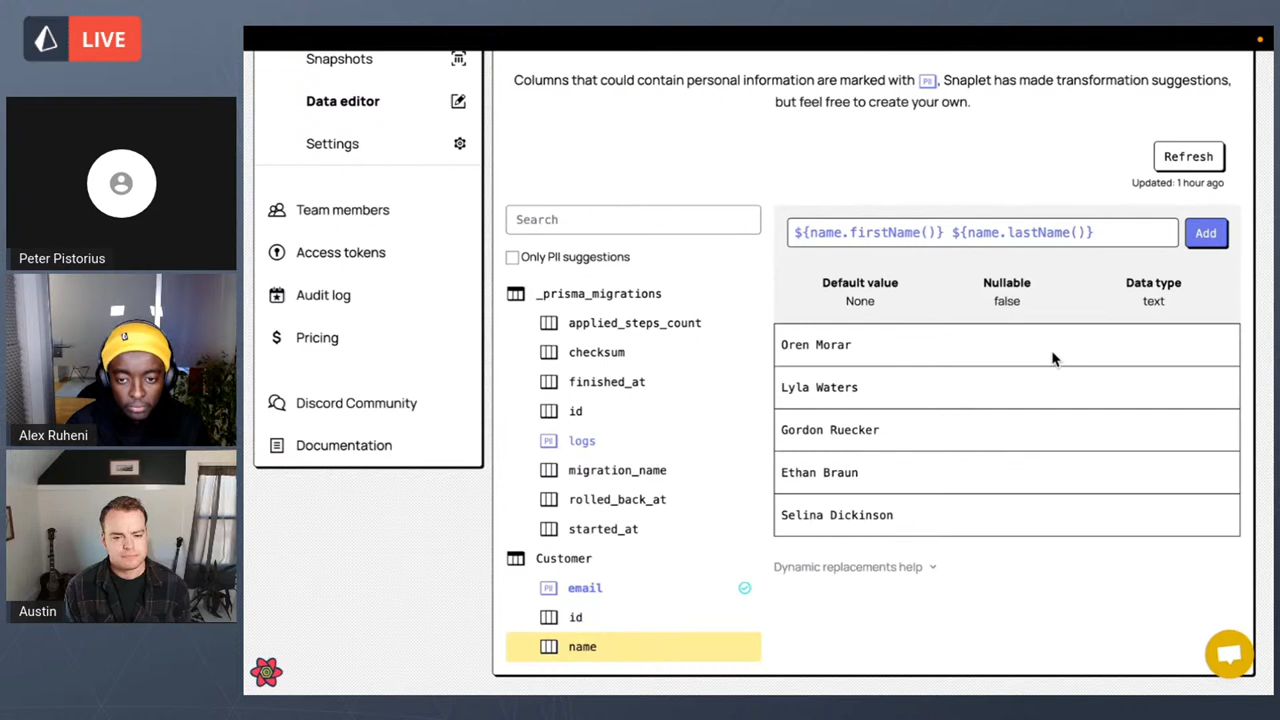 LIVE
Peter Pistorius
Alex Ruheni
Austin
Snapshots
Data editor
Settings
Team members
Access tokens
Audit log
Pricing
Discord Community
Documentation
Columns that could contain personal information are marked with PII, Snaplet has made transformation suggestions,
but feel free to create your own.
Refresh
Updated: 1 hour ago
Search
Only PII suggestions
_prisma_migrations
applied_steps_count
checksum
finished_at
id
PII logs
migration_name
rolled_back_at
started_at
Customer
PII email
id
name
${name.firstName()} ${name.lastName()}
Add
Default value Nullable Data type
None false text
Oren Morar
Lyla Waters
Gordon Ruecker
Ethan Braun
Selina Dickinson
Dynamic replacements help